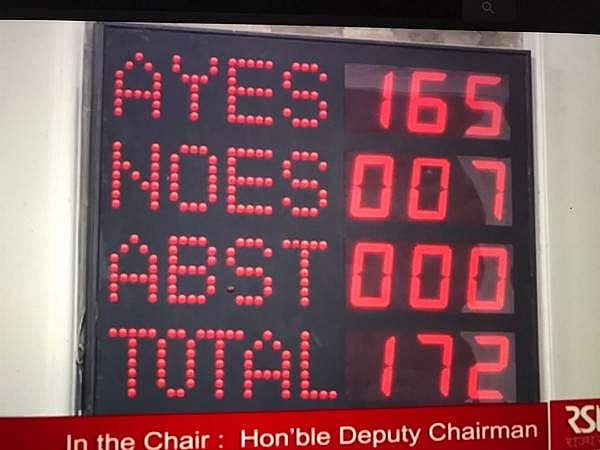 AYES 165
NOES 007
ABST 000
TOTAL 172
In the Chair : Hon'ble Deputy Chairman
RS
राज्य